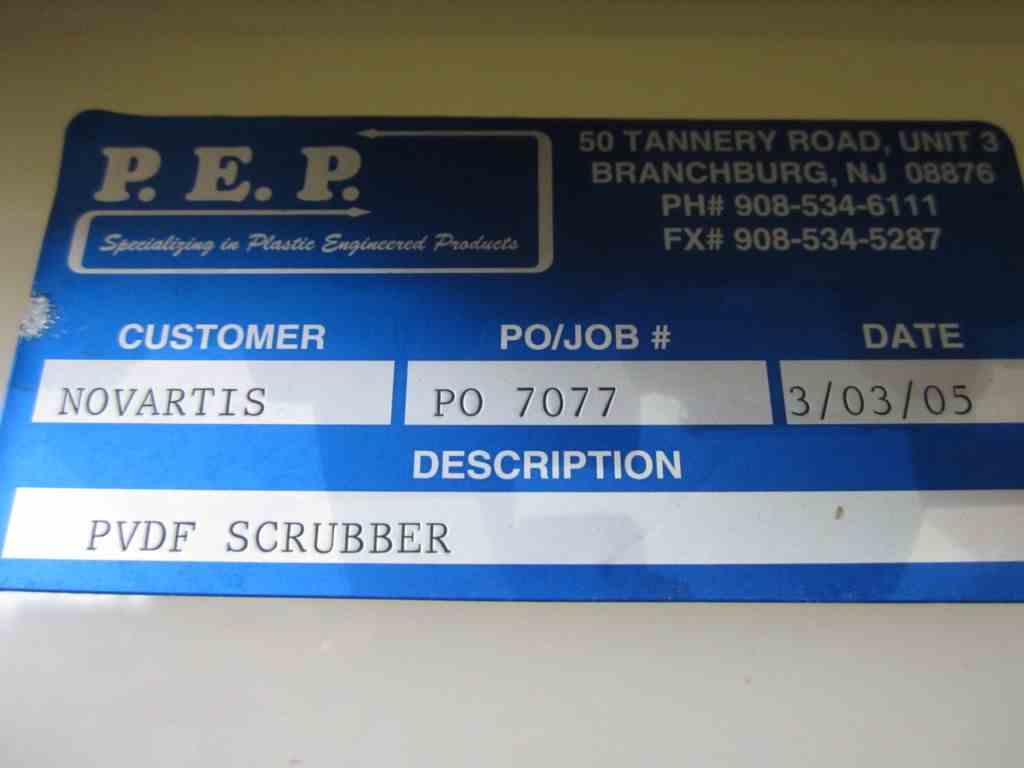 P. E. P.
Specializing in Plastic Engineered Products
50 TANNERY ROAD, UNIT 3
BRANCHBURG, NJ 08876
PH# 908-534-6111
FX# 908-534-5287
CUSTOMER PO/JOB # DATE
NOVARTIS PO 7077 3/03/05
DESCRIPTION
PVDF SCRUBBER